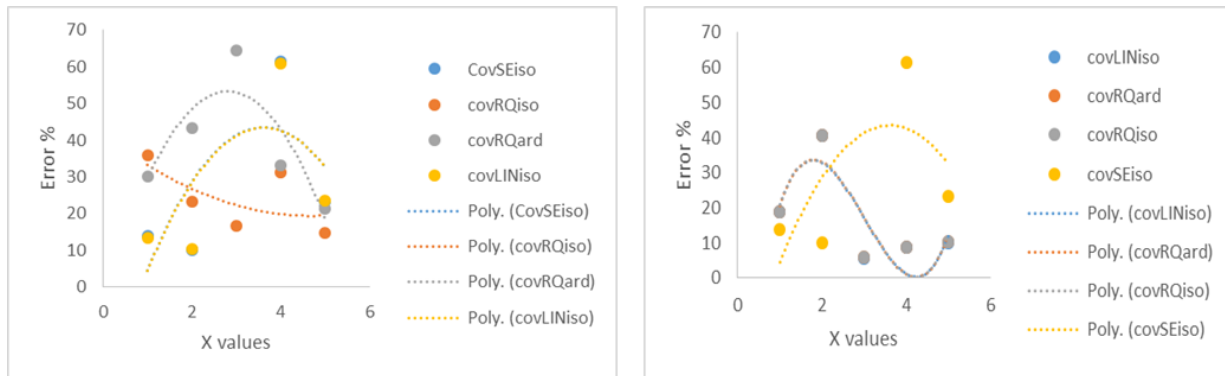 70
60
50
40
30
20
10
0
Error %
0 2 4 6
X values
CovSEiso
covRQiso
covRQard
covLINiso
Poly. (CovSEiso)
Poly. (covRQiso)
Poly. (covRQard)
Poly. (covLINiso)
70
60
50
40
30
20
10
0
Error %
0 2 4 6
X values
covLINiso
covRQard
covRQiso
covSEiso
Poly. (covLINiso)
Poly. (covRQard)
Poly. (covRQiso)
Poly. (covSEiso)